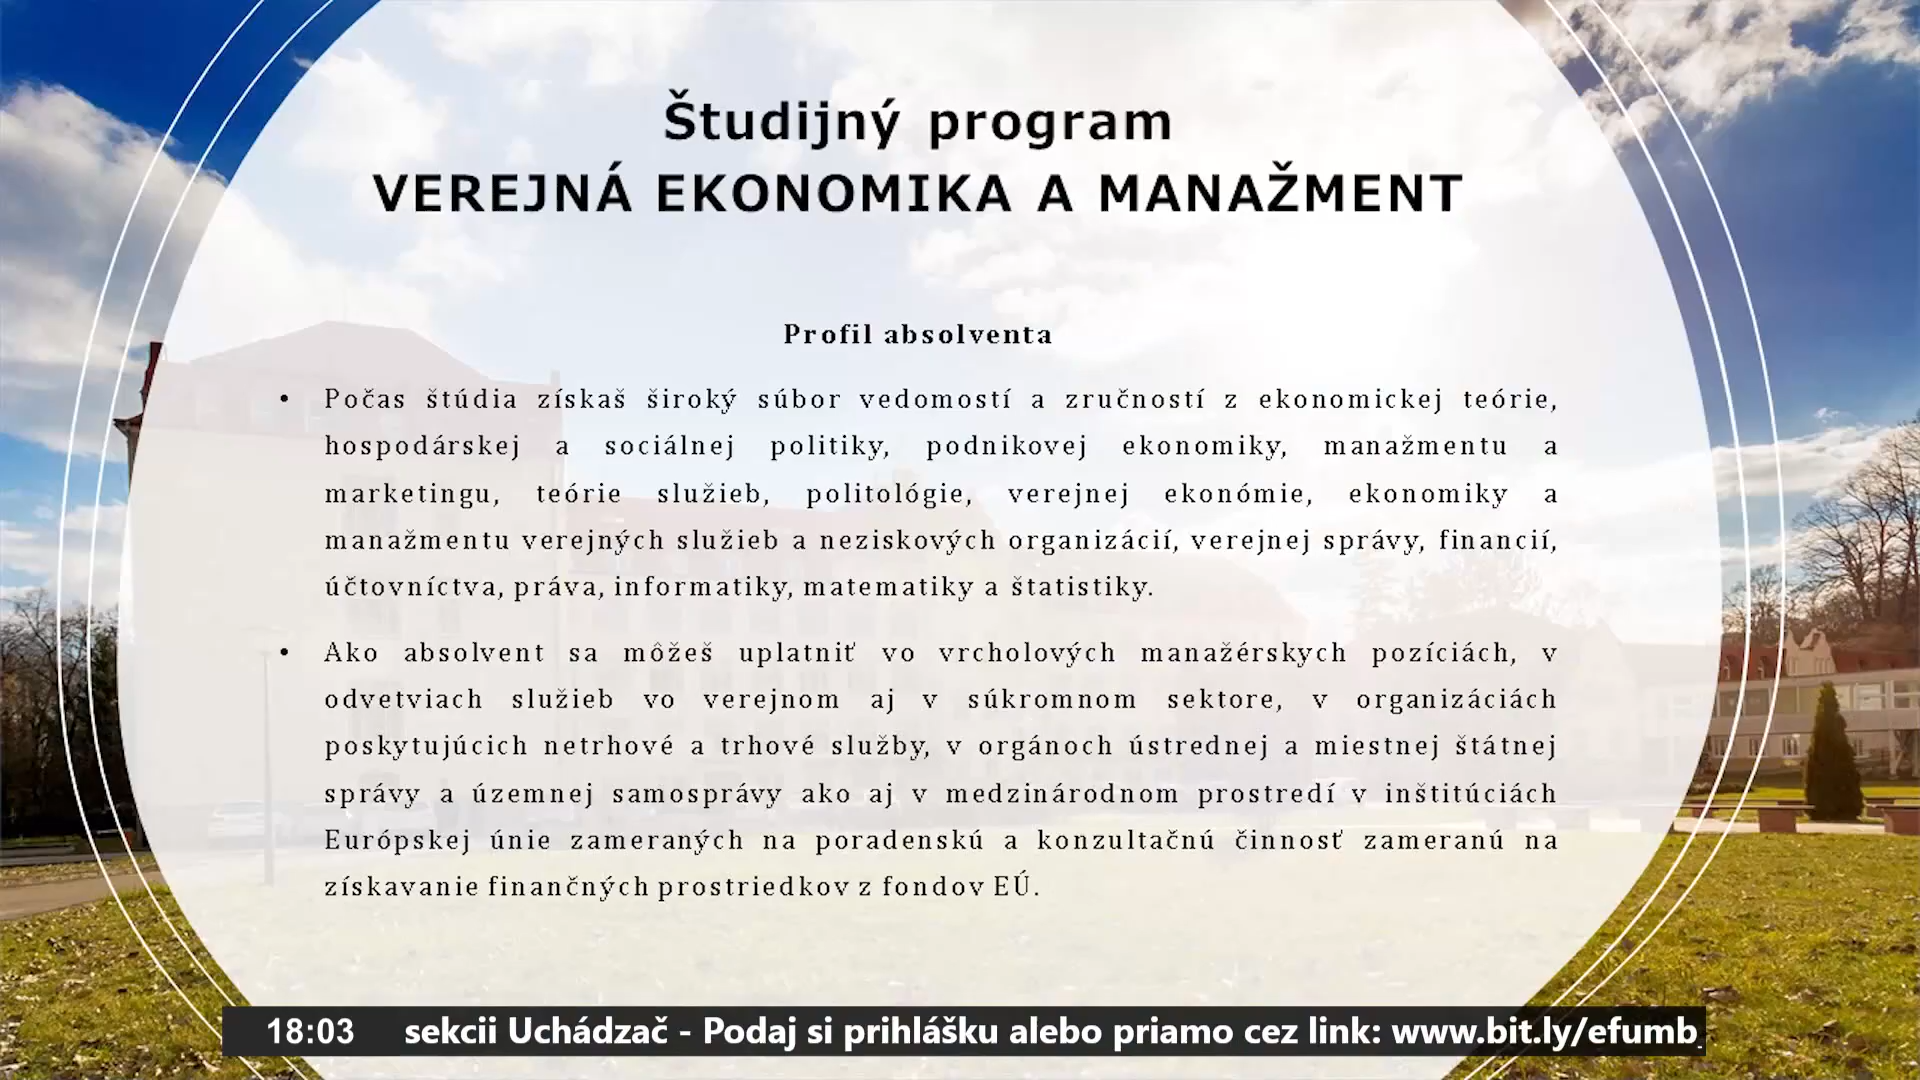 Študijný program
VEREJNÁ EKONOMIKA A MANAŽMENT
Profil absolventa
• Počas štúdia získaš široký súbor vedomostí a zručností z ekonomickej teórie,
hospodárskej a sociálnej politiky, podnikovej ekonomiky, manažmentu a
marketingu, teórie služieb, politológie, verejnej ekonómie, ekonomiky a
manažmentu verejných služieb a neziskových organizácií, verejnej správy, financií,
účtovníctva, práva, informatiky, matematiky a štatistiky.
• Ako absolvent sa môžeš uplatniť vo vrcholových manažérskych pozíciách, v
odvetviach služieb vo verejnom aj v súkromnom sektore, v organizáciách
poskytujúcich netrhové a trhové služby, v orgánoch ústrednej a miestnej štátnej
správy a územnej samosprávy ako aj v medzinárodnom prostredí v inštitúciách
Európskej únie zameraných na poradenskú a konzultačnú činnosť zameranú na
získavanie finančných prostriedkov z fondov EÚ.
18:03 sekcii Uchádzač - Podaj si prihlášku alebo priamo cez link: www.bit.ly/efumb